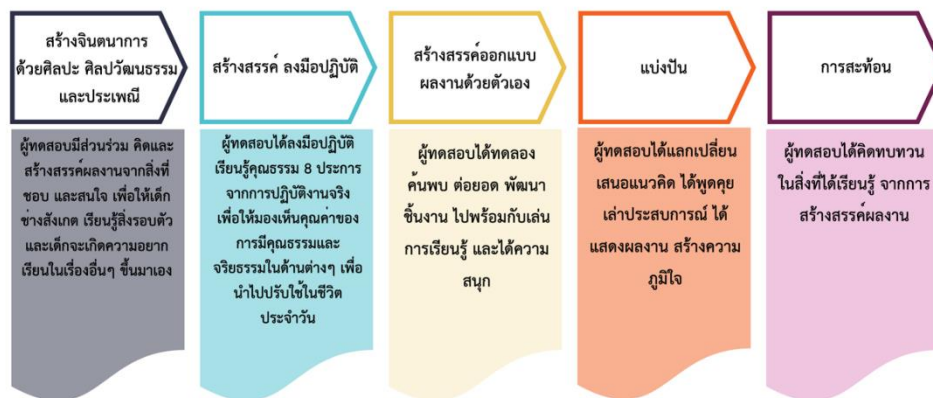 สร้างจินตนาการ
ด้วยศิลปะ ศิลปวัฒนธรรม
และประเพณี
ผู้ทดสอบมีส่วนร่วม คิดและ
สร้างสรรค์ผลงานจากสิ่งที่
ชอบ และสนใจ เพื่อให้เด็ก
ช่างสังเกต เรียนรู้สิ่งรอบตัว
และเด็กจะเกิดความอยาก
เรียนในเรื่องอื่นๆ ขึ้นมาเอง
สร้างสรรค์ ลงมือปฏิบัติ
ผู้ทดสอบได้ลงมือปฏิบัติ
เรียนรู้คุณธรรม 8 ประการ
จากการปฏิบัติงานจริง
เพื่อให้มองเห็นคุณค่าของ
การมีคุณธรรมและ
จริยธรรมในด้านต่างๆ เพื่อ
นำไปปรับใช้ในชีวิต
ประจำวัน
สร้างสรรค์ออกแบบ
ผลงานด้วยตัวเอง
ผู้ทดสอบได้ทดลอง
ค้นพบ ต่อยอด พัฒนา
ชิ้นงาน ไปพร้อมกับเล่น
การเรียนรู้ และได้ความ
สนุก
แบ่งปัน
ผู้ทดสอบได้แลกเปลี่ยน
เสนอแนวคิด ได้พูดคุย
เล่าประสบการณ์ ได้
แสดงผลงาน สร้างความ
ภูมิใจ
การสะท้อน
ผู้ทดสอบได้คิดทบทวน
ในสิ่งที่ได้เรียนรู้ จากการ
สร้างสรรค์ผลงาน